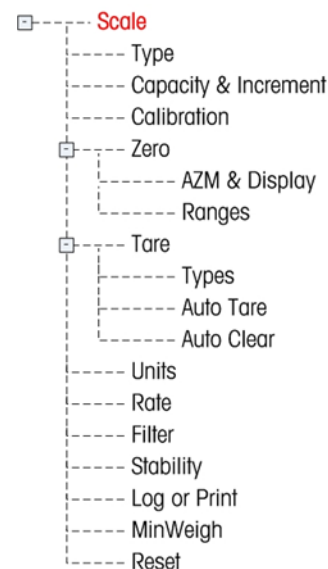 Scale
Type
Capacity & Increment
Calibration
Zero
AZM & Display
Ranges
Tare
Types
Auto Tare
Auto Clear
Units
Rate
Filter
Stability
Log or Print
MinWeigh
Reset